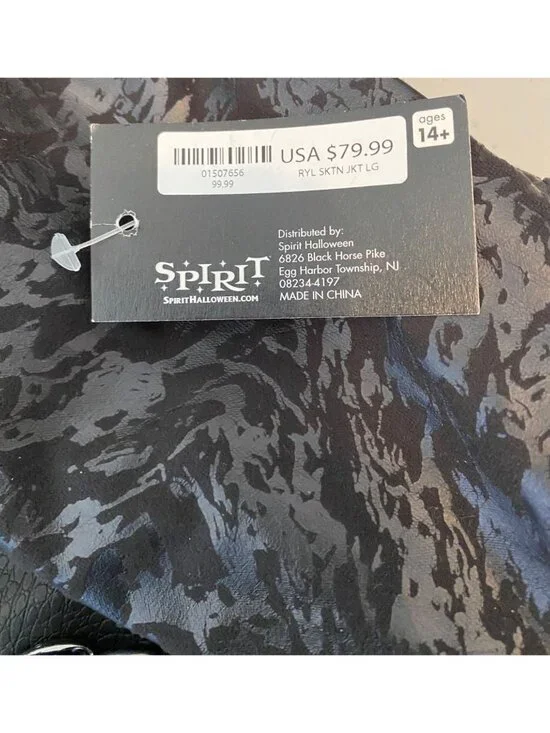 ages
14+
USA $79.99
01507656
99.99
RYL SKTN JKT LG
Distributed by:
Spirit Halloween
6826 Black Horse Pike
Egg Harbor Township, NJ
08234-4197
MADE IN CHINA
SPIRIT
SPIRITHALLOWEEN.COM